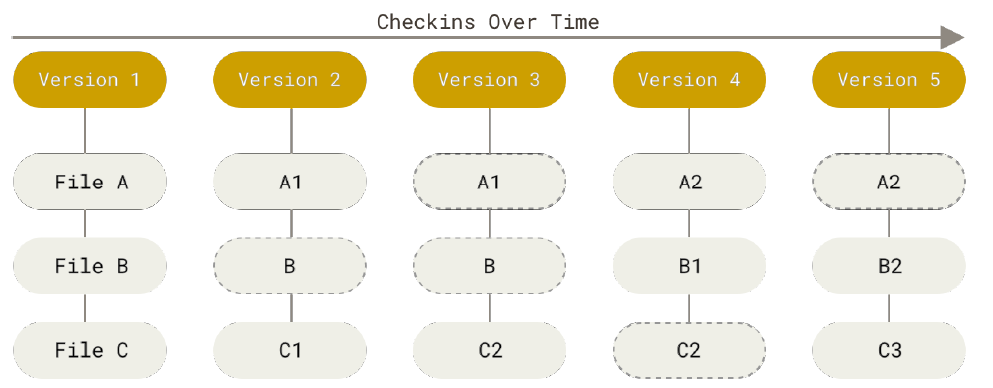 Checkins Over Time
Version 1 Version 2 Version 3 Version 4 Version 5
File A A1 A1 A2 A2
File B B B B1 B2
File C C1 C2 C2 C3